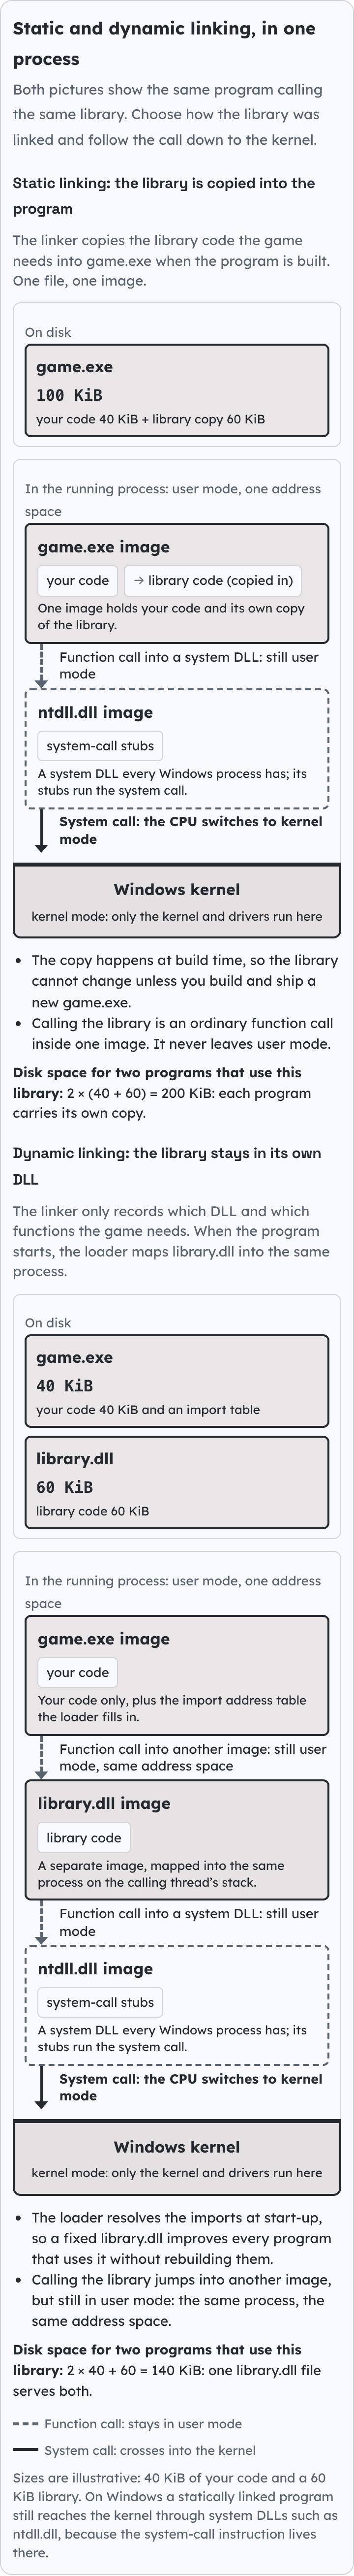 Static and dynamic linking, in one
process
Both pictures show the same program calling
the same library. Choose how the library was
linked and follow the call down to the kernel.
Static linking: the library is copied into the
program
The linker copies the library code the game
needs into game.exe when the program is built.
One file, one image.
On disk
game.exe
100 KiB
your code 40 KiB + library copy 60 KiB
In the running process: user mode, one address
space
game.exe image
your code
→ library code (copied in)
One image holds your code and its own copy
of the library.
Function call into a system DLL: still user
mode
ntdll.dll image
system-call stubs
A system DLL every Windows process has; its
stubs run the system call.
System call: the CPU switches to kernel
mode
Windows kernel
kernel mode: only the kernel and drivers run here
• The copy happens at build time, so the library
cannot change unless you build and ship a
new game.exe.
• Calling the library is an ordinary function call
inside one image. It never leaves user mode.
Disk space for two programs that use this
library: 2 × (40 + 60) = 200 KiB: each program
carries its own copy.
Dynamic linking: the library stays in its own
DLL
The linker only records which DLL and which
functions the game needs. When the program
starts, the loader maps library.dll into the same
process.
On disk
game.exe
40 KiB
your code 40 KiB and an import table
library.dll
60 KiB
library code 60 KiB
In the running process: user mode, one address
space
game.exe image
your code
Your code only, plus the import address table
the loader fills in.
Function call into another image: still user
mode, same address space
library.dll image
library code
A separate image, mapped into the same
process on the calling thread’s stack.
Function call into a system DLL: still user
mode
ntdll.dll image
system-call stubs
A system DLL every Windows process has; its
stubs run the system call.
System call: the CPU switches to kernel
mode
Windows kernel
kernel mode: only the kernel and drivers run here
• The loader resolves the imports at start-up,
so a fixed library.dll improves every program
that uses it without rebuilding them.
• Calling the library jumps into another image,
but still in user mode: the same process, the
same address space.
Disk space for two programs that use this
library: 2 × 40 + 60 = 140 KiB: one library.dll file
serves both.
Function call: stays in user mode
System call: crosses into the kernel
Sizes are illustrative: 40 KiB of your code and a 60
KiB library. On Windows a statically linked program
still reaches the kernel through system DLLs such as
ntdll.dll, because the system-call instruction lives
there.